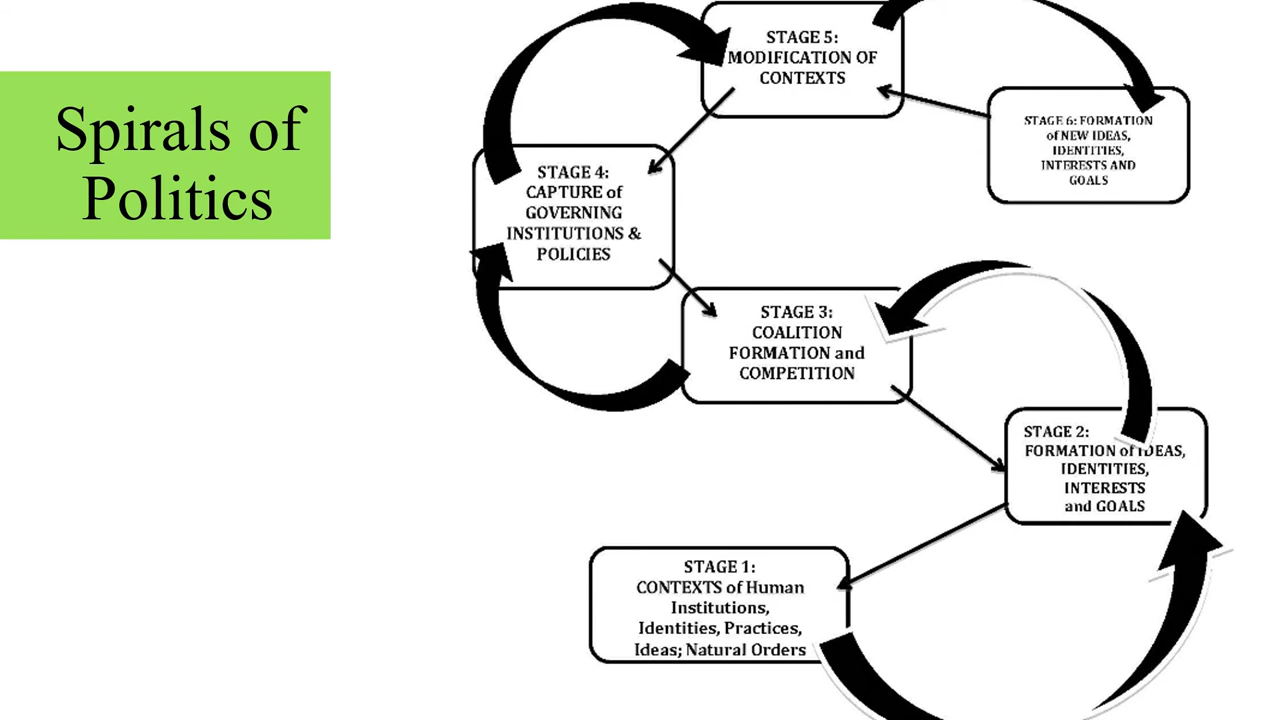 Spirals of
Politics
STAGE 5:
MODIFICATION OF
CONTEXTS
STAGE 6: FORMATION
of NEW IDEAS,
IDENTITIES,
INTERESTS AND
GOALS
STAGE 4:
CAPTURE of
GOVERNING
INSTITUTIONS &
POLICIES
STAGE 3:
COALITION
FORMATION and
COMPETITION
STAGE 2:
FORMATION of IDEAS,
IDENTITIES,
INTERESTS
and GOALS
STAGE 1:
CONTEXTS of Human
Institutions,
Identities, Practices,
Ideas; Natural Orders